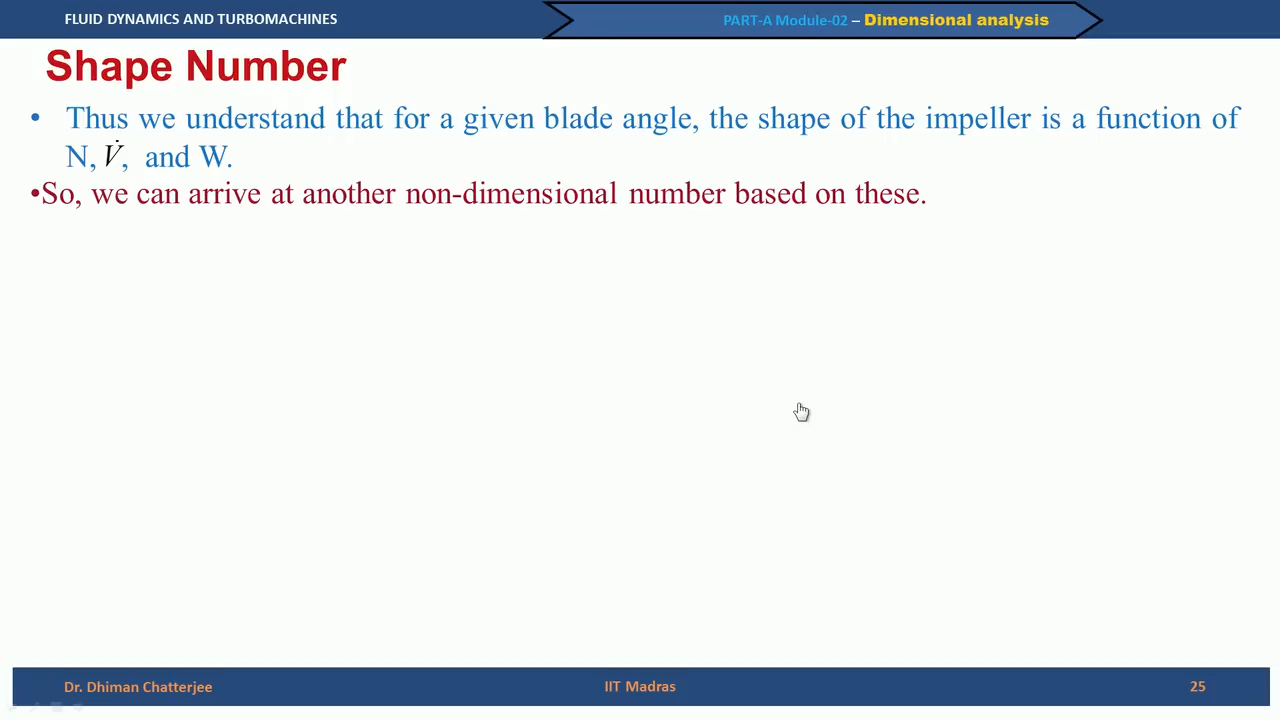 FLUID DYNAMICS AND TURBOMACHINES
PART-A Module-02 – Dimensional analysis
Shape Number
• Thus we understand that for a given blade angle, the shape of the impeller is a function of
N, V̇, and W.
•So, we can arrive at another non-dimensional number based on these.
Dr. Dhiman Chatterjee
IIT Madras
25